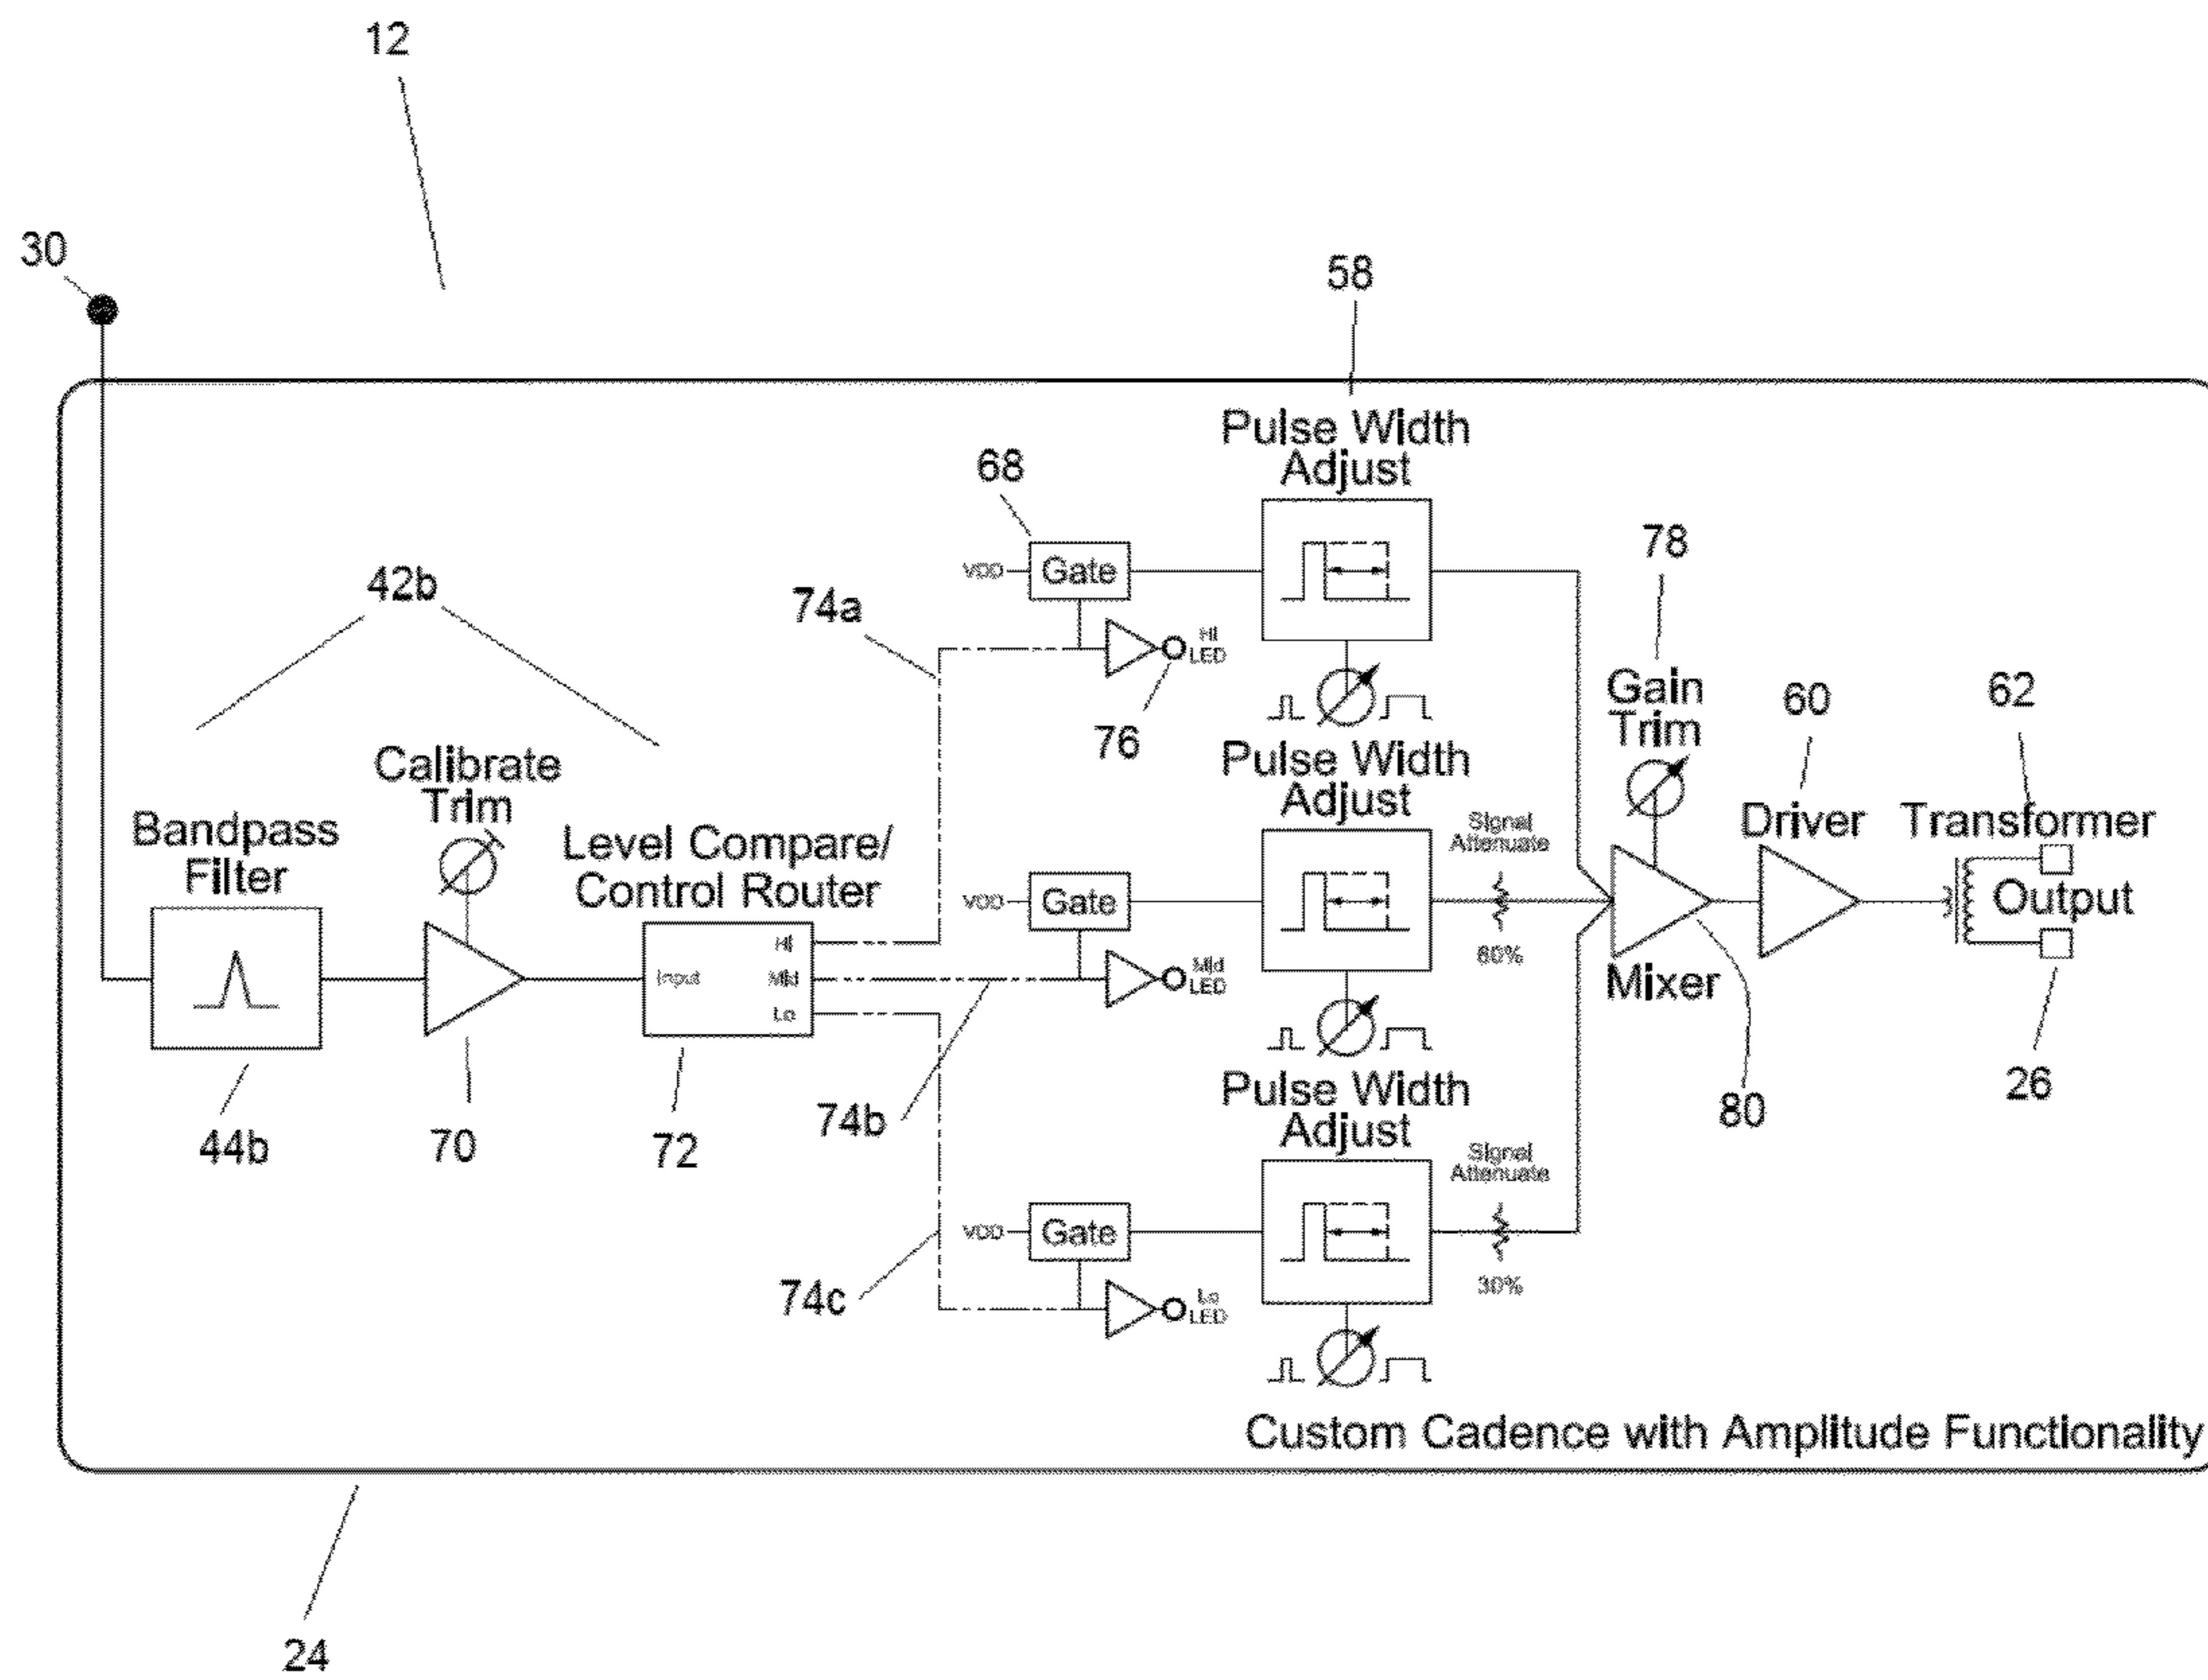 12
30
58
Pulse Width
Adjust
68
78
42b
VDD
Gate
74a
Hi
LED
Gain
Trim
60
62
76
Calibrate
Trim
Pulse Width
Adjust
Bandpass
Filter
Level Compare/
Control Router
Signal
Attenuate
Driver
Transformer
VDD
Gate
Output
Hi
Input
Mid
Lo
60%
Mid
LED
Mixer
26
Pulse Width
Adjust
80
74b
44b
70
72
Signal
Attenuate
VDD
Gate
74c
30%
Lo
LED
Custom Cadence with Amplitude Functionality
24